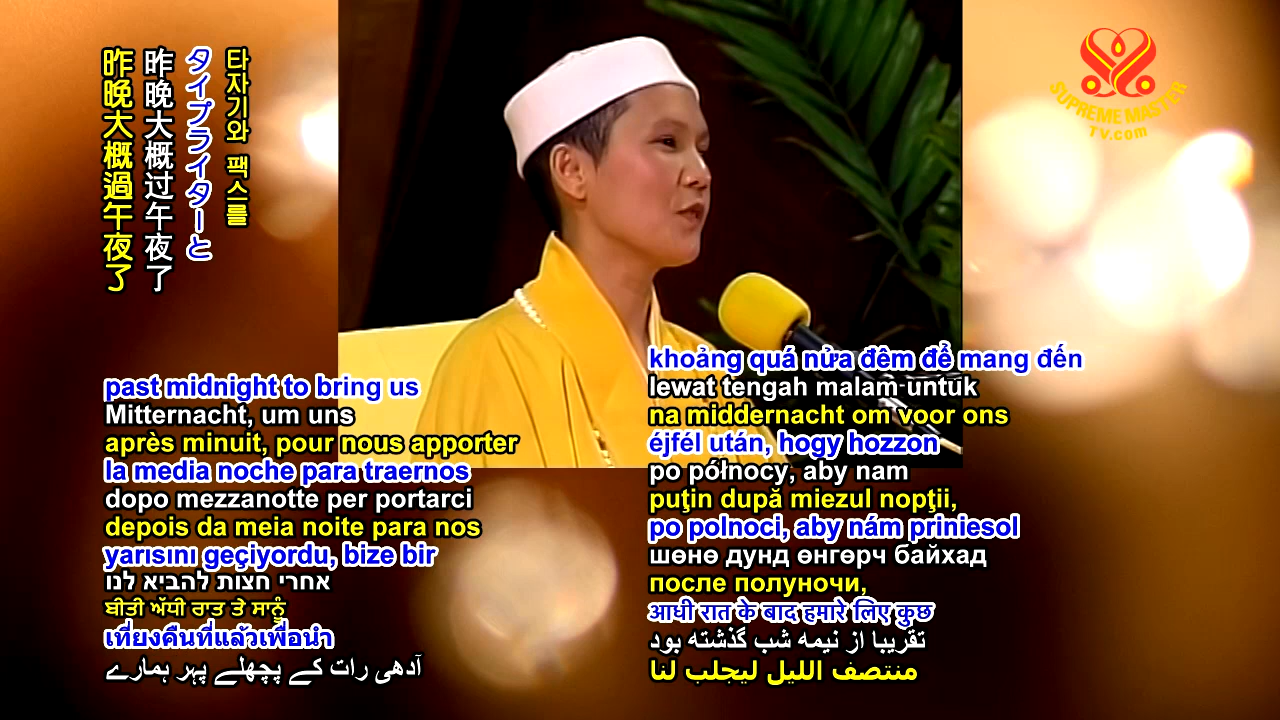 타자기와 팩스를
タイプライターと
昨晚大概过午夜了
昨晚大概過午夜了
SUPREME MASTER
TV.com
past midnight to bring us
Mitternacht, um uns
après minuit, pour nous apporter
la media noche para traernos
dopo mezzanotte per portarci
depois da meia noite para nos
yarısını geçiyordu, bize bir
אחרי חצות להביא לנו
ਬੀਤੀ ਅੱਧੀ ਰਾਤ ਤੇ ਸਾਨੂੰ
เที่ยงคืนที่แล้วเพื่อนำ
آدھی رات کے پچھلے پہر ہمارے
khoảng quá nửa đêm để mang đến
lewat tengah malam untuk
na middernacht om voor ons
éjfél után, hogy hozzon
po północy, aby nam
puţin după miezul nopţii,
po polnoci, aby nám priniesol
шөнө дунд өнгөрч байхад
после полуночи,
आधी रात के बाद हमारे लिए कुछ
تقریبا از نیمه شب گذشته بود
منتصف الليل ليجلب لنا